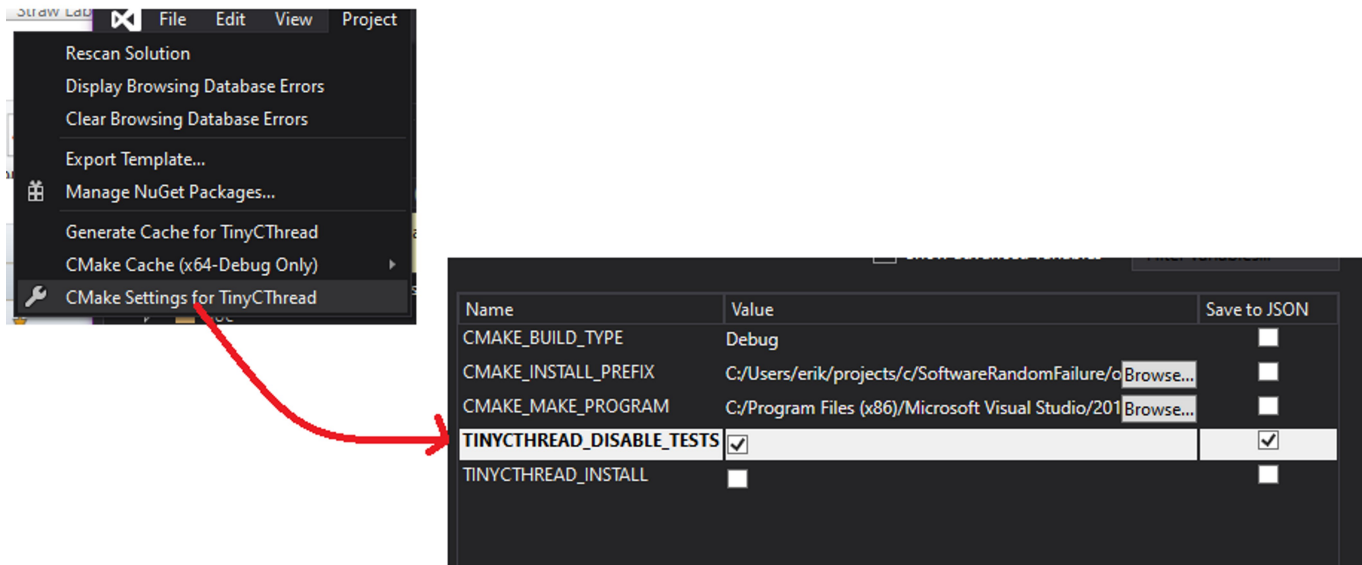 Straw Lab
File Edit View Project
Rescan Solution
Display Browsing Database Errors
Clear Browsing Database Errors
Export Template...
Manage NuGet Packages...
Generate Cache for TinyCThread
CMake Cache (x64-Debug Only)
CMake Settings for TinyCThread
Name Value Save to JSON
CMAKE_BUILD_TYPE Debug
CMAKE_INSTALL_PREFIX C:/Users/erik/projects/c/SoftwareRandomFailure/o Browse...
CMAKE_MAKE_PROGRAM C:/Program Files (x86)/Microsoft Visual Studio/201 Browse...
TINYCTHREAD_DISABLE_TESTS
TINYCTHREAD_INSTALL